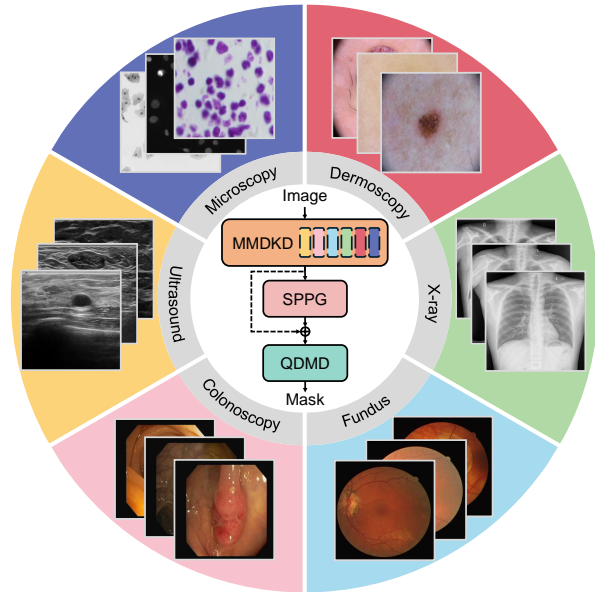 Microscopy
Dermoscopy
Ultrasound
X-ray
Colonoscopy
Fundus
Image
MMDKD
SPPG
QDMD
Mask